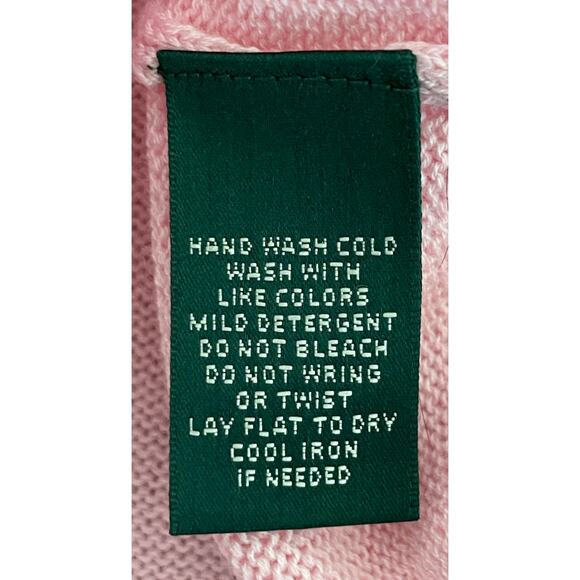 HAND WASH COLD
WASH WITH
LIKE COLORS
MILD DETERGENT
DO NOT BLEACH
DO NOT WRING
OR TWIST
LAY FLAT TO DRY
COOL IRON
IF NEEDED